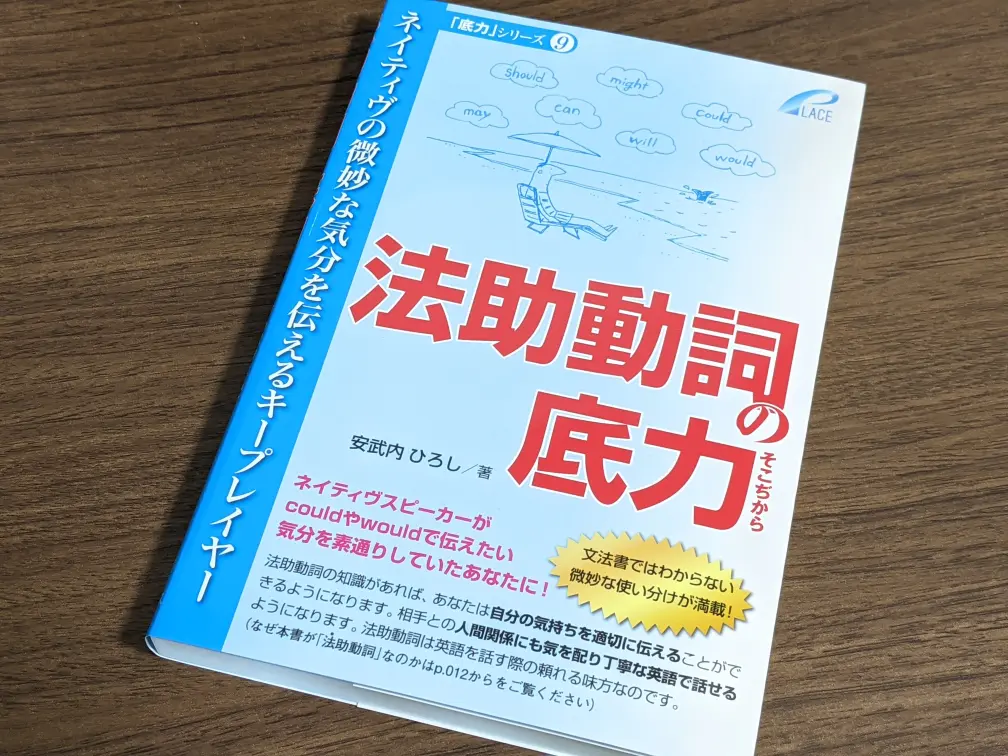 ネイティヴの微妙な気分を伝えるキープレイヤー
「底力」シリーズ 9
should
might
may
can
could
will
would
PLACE
法助動詞の
底力
そこぢから
安武内 ひろし／著
ネイティヴスピーカーが
couldやwouldで伝えたい
気分を素通りしていたあなたに！
文法書ではわからない
微妙な使い分けが満載！
法助動詞の知識があれば、あなたは自分の気持ちを適切に伝えることがで
きるようになります。相手との人間関係にも気を配り丁寧な英語で話せる
ようになります。法助動詞は英語を話す際の頼れる味方なのです。
（なぜ本書が「法助動詞」なのかはp.012からをご覧ください）